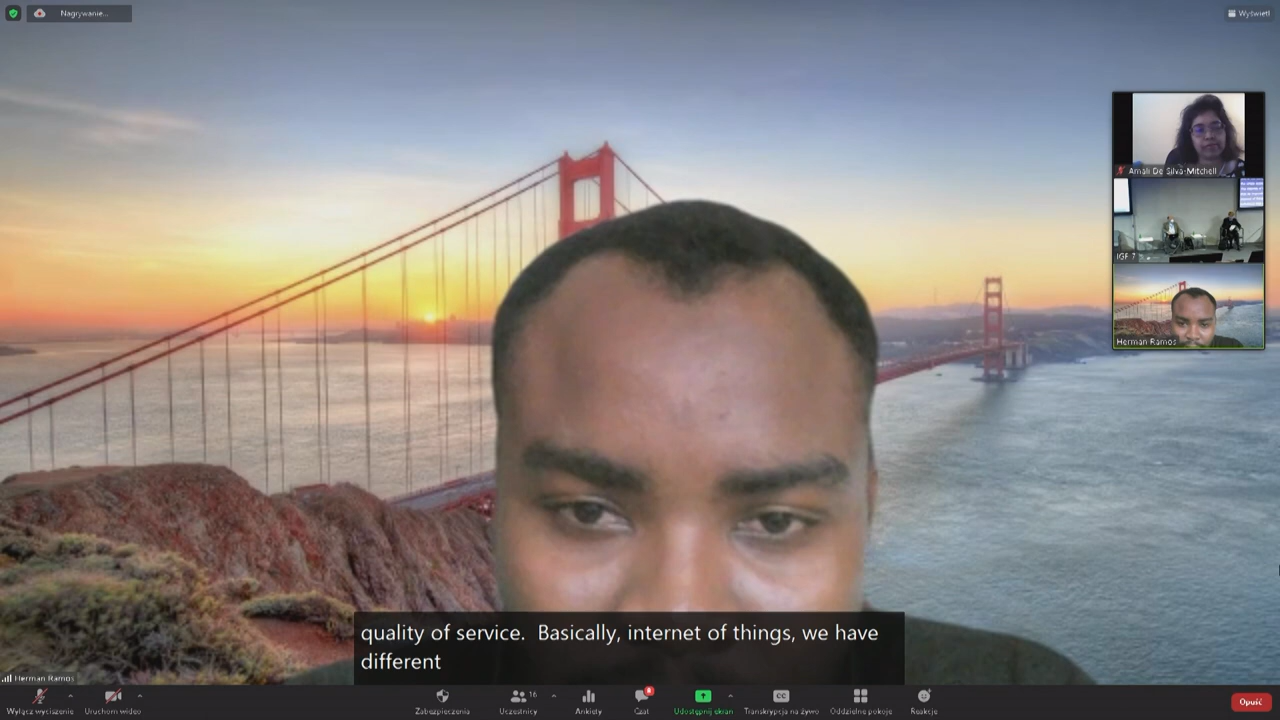 Nagrywanie...
Wyświetl
Amali De Silva-Mitchell
IGF 7
Herman Ramos
quality of service.  Basically, internet of things, we have
different
Herman Ramos
Wyłącz wyciszenie
Uruchom wideo
Zabezpieczenia
16
Uczestnicy
Ankiety
8
Czat
Udostępnij ekran
CC
Transkrypcja na żywo
Oddzielne pokoje
Reakcje
Opuść